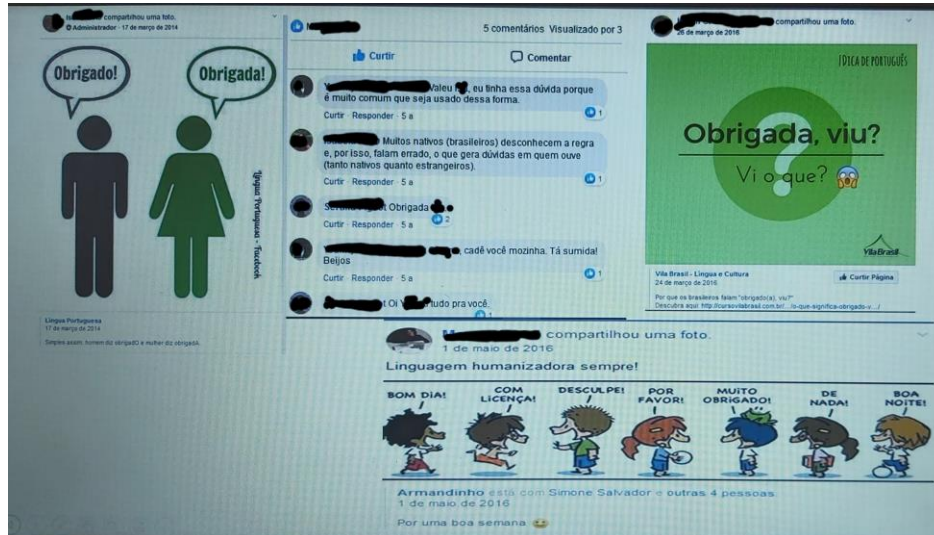 compartilhou uma foto.
Administrador · 17 de março de 2014
Obrigado!
Obrigada!
Língua Portuguesa - Facebook
Língua Portuguesa
17 de março de 2014
Simples assim: homem diz obrigadO e mulher diz obrigadA.
5 comentários Visualizado por 3
Curtir
Comentar
Valeu, eu tinha essa dúvida porque
é muito comum que seja usado dessa forma.
Curtir · Responder · 5 a
1
Muitos nativos (brasileiros) desconhecem a regra
e, por isso, falam errado, o que gera dúvidas em quem ouve
(tanto nativos quanto estrangeiros).
Curtir · Responder · 5 a
1
Obrigada
Curtir · Responder · 5 a
2
, cadê você mozinha. Tá sumida!
Beijos
Curtir · Responder · 5 a
1
Oi tudo pra você.
1
compartilhou uma foto.
26 de março de 2016
DICA DE PORTUGUÊS
Obrigada, viu?
Vi o que?
?
VilaBrasil
Vila Brasil - Língua e Cultura
24 de março de 2016
Curtir Página
Por que os brasileiros falam "obrigado(a), viu?"
Descubra aqui: http://cursovilabrasil.com.br/.../o-que-significa-obrigado-v.../
compartilhou uma foto.
1 de maio de 2016
Linguagem humanizadora sempre!
BOM DIA!
COM
LICENÇA!
DESCULPE!
POR
FAVOR!
MUITO
OBRIGADO!
DE
NADA!
BOA
NOITE!
Armandinho está com Simone Salvador e outras 4 pessoas
1 de maio de 2016
Por uma boa semana